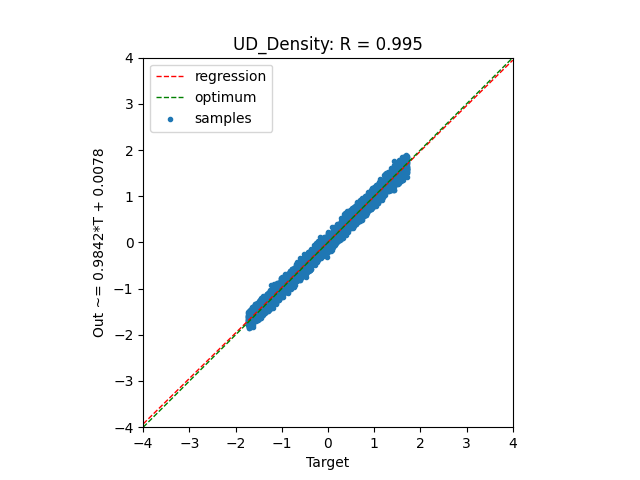 UD_Density: R = 0.995
regression
optimum
samples
4
3
2
1
0
−1
−2
−3
−4
Out ~= 0.9842*T + 0.0078
−4 −3 −2 −1 0 1 2 3 4
Target